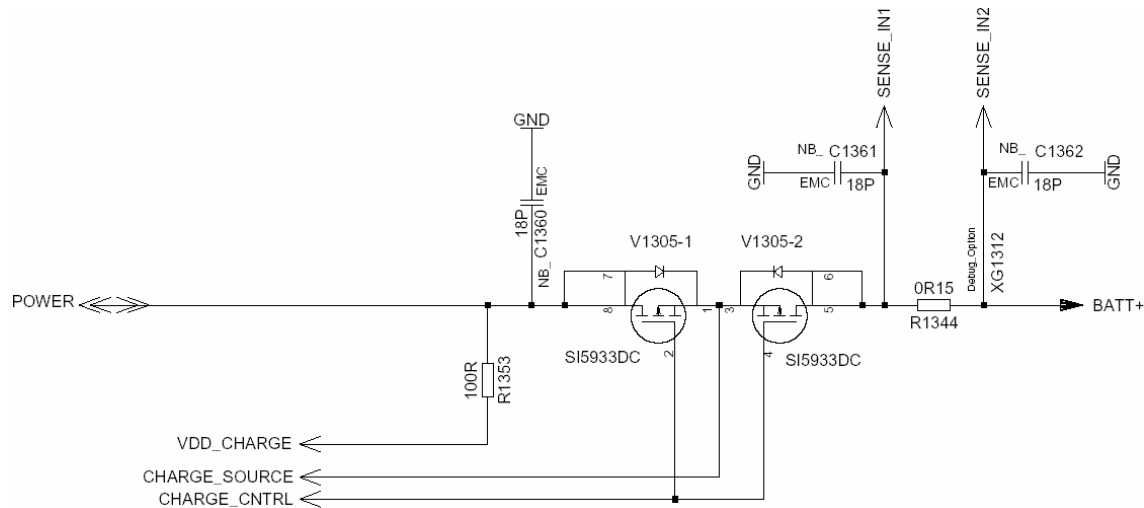 SENSE_IN1
SENSE_IN2
GND
NB_ C1361
EMC 18P
GND
NB_ C1362
EMC 18P
GND
EMC
18P
NB_ C1360
V1305-1
V1305-2
7
6
Debug_Option
XG1312
POWER
8
1
3
5
0R15
R1344
BATT+
2
4
SI5933DC
SI5933DC
100R
R1353
VDD_CHARGE
CHARGE_SOURCE
CHARGE_CNTRL